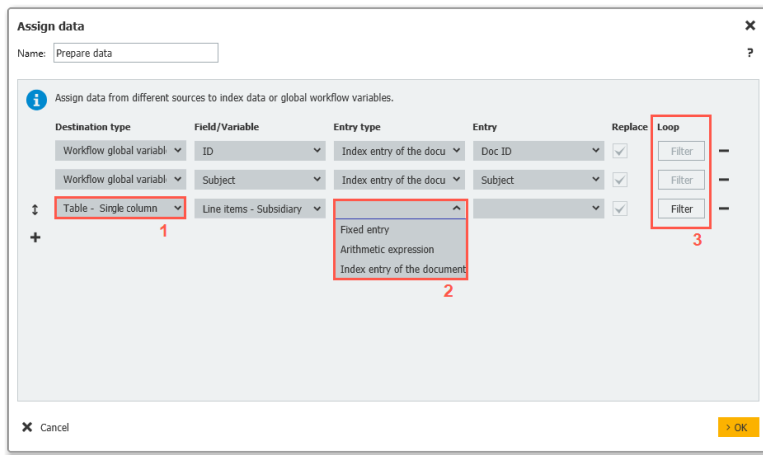 Assign data
Name: Prepare data
?
Assign data from different sources to index data or global workflow variables.
Destination type Field/Variable Entry type Entry Replace Loop
Workflow global variabl ID Index entry of the docu Doc ID Filter
Workflow global variabl Subject Index entry of the docu Subject Filter
Table - Single column Line items - Subsidiary Filter
1
Fixed entry
Arithmetic expression
Index entry of the document
2
3
Cancel
> OK